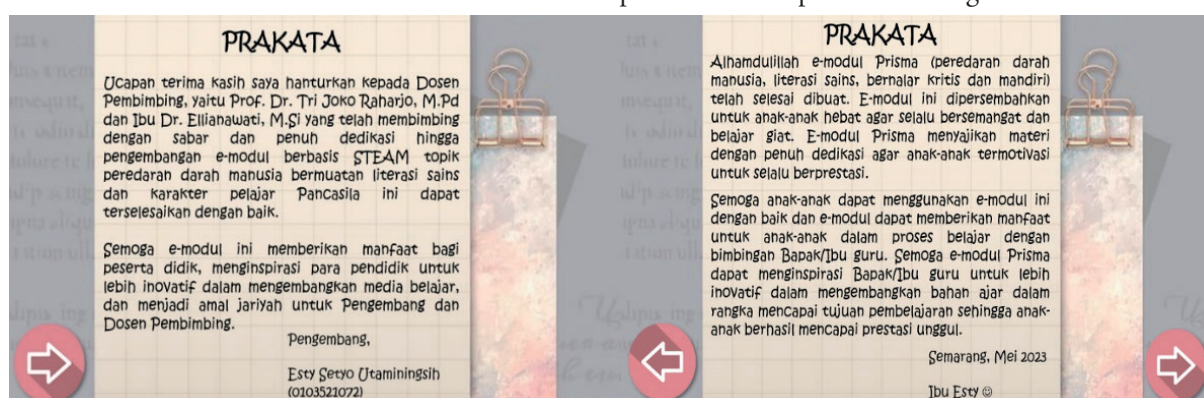 PRAKATA
Ucapan terima kasih saya hanturkan kepada Dosen
Pembimbing, yaitu Prof. Dr. Tri Joko Raharjo, M.Pd
dan Ibu Dr. Ellianawati, M.Si yang telah membimbing
dengan sabar dan penuh dedikasi hingga
pengembangan e-modul berbasis STEAM topik
peredaran darah manusia bermuatan literasi sains
dan karakter pelajar Pancasila ini dapat
terselesaikan dengan baik.
Semoga e-modul ini memberikan manfaat bagi
peserta didik, menginspirasi para pendidik untuk
lebih inovatif dalam mengembangkan media belajar,
dan menjadi amal jariyah untuk Pengembang dan
Dosen Pembimbing.
Pengembang,
Esty Setyo Utaminingsih
(0103521072)
PRAKATA
Alhamdulillah e-modul Prisma (peredaran darah
manusia, literasi sains, bernalar kritis dan mandiri)
telah selesai dibuat. E-modul ini dipersembahkan
untuk anak-anak hebat agar selalu bersemangat dan
belajar giat. E-modul Prisma menyajikan materi
dengan penuh dedikasi agar anak-anak termotivasi
untuk selalu berprestasi.
Semoga anak-anak dapat menggunakan e-modul ini
dengan baik dan e-modul dapat memberikan manfaat
untuk anak-anak dalam proses belajar dengan
bimbingan Bapak/Ibu guru. Semoga e-modul Prisma
dapat menginspirasi Bapak/Ibu guru untuk lebih
inovatif dalam mengembangkan bahan ajar dalam
rangka mencapai tujuan pembelajaran sehingga anak-
anak berhasil mencapai prestasi unggul.
Semarang, Mei 2023
Ibu Esty ☺